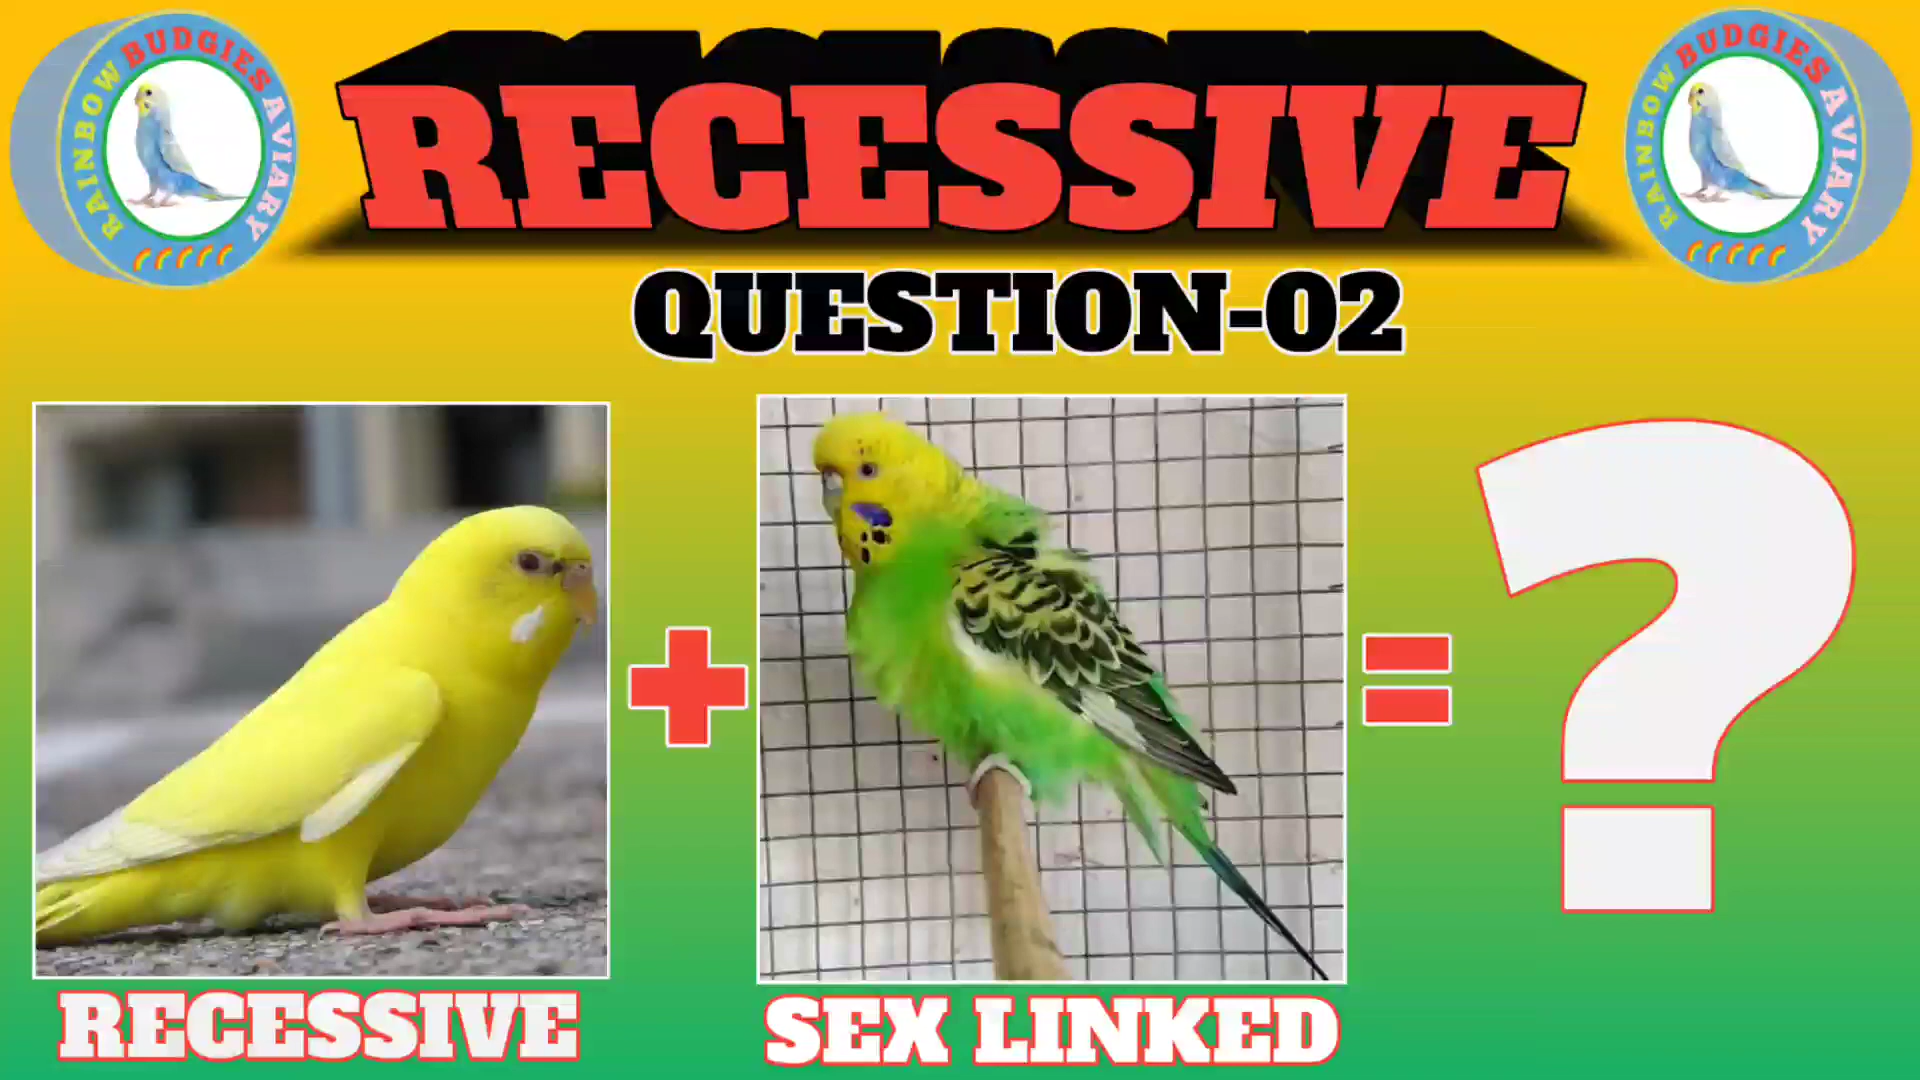 RAINBOW BUDGIES AVIARY
RECESSIVE
RAINBOW BUDGIES AVIARY
QUESTION-02
+
=
?
RECESSIVE
SEX LINKED